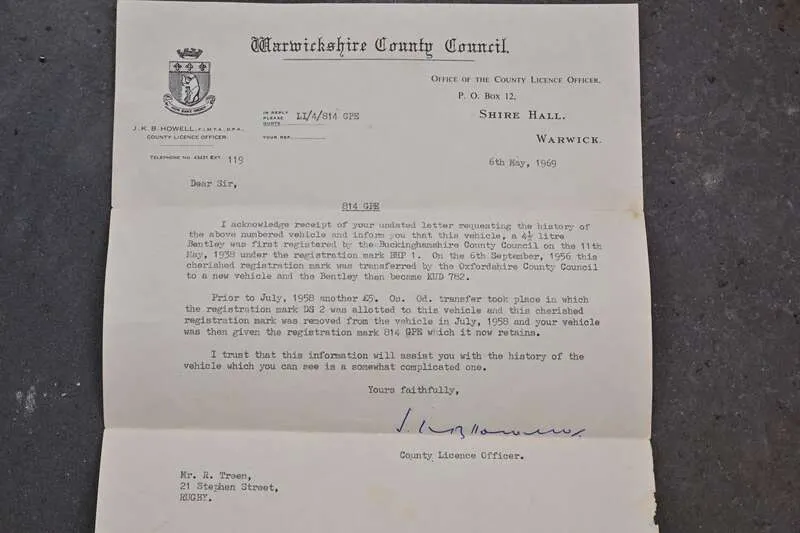 Warwickshire County Council.
OFFICE OF THE COUNTY LICENCE OFFICER.
P. O. BOX 12,
SHIRE HALL.
WARWICK.
J. K. B. HOWELL, F.I.M.T.A., D.P.A.,
COUNTY LICENCE OFFICER.
TELEPHONE NO. 43431 EXT. 119
IN REPLY
PLEASE
QUOTE LI/4/814 GPE
YOUR REF.
6th May, 1969
Dear Sir,
814 GPE
I acknowledge receipt of your undated letter requesting the history of
the above numbered vehicle and inform you that this vehicle, a 4½ litre
Bentley was first registered by the Buckinghamshire County Council on the 11th
May, 1938 under the registration mark BHP 1. On the 6th September, 1956 this
cherished registration mark was transferred by the Oxfordshire County Council
to a new vehicle and the Bentley then became KUD 782.
Prior to July, 1958 another £5. 0s. 0d. transfer took place in which
the registration mark DS 2 was allotted to this vehicle and this cherished
registration mark was removed from the vehicle in July, 1958 and your vehicle
was then given the registration mark 814 GPE which it now retains.
I trust that this information will assist you with the history of the
vehicle which you can see is a somewhat complicated one.
Yours faithfully,
County Licence Officer.
Mr. R. Treen,
21 Stephen Street,
RUGBY.